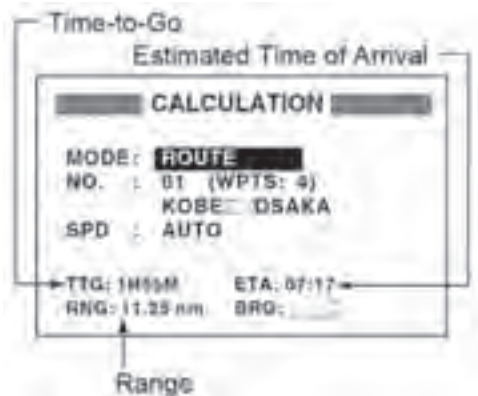 Time-to-Go
Estimated Time of Arrival
CALCULATION
MODE: ROUTE
NO. : 01 (WPTS: 4)
KOBE OSAKA
SPD : AUTO
TTG: ETA: 07:17
RNG: 11.25 nm BRG:
Range